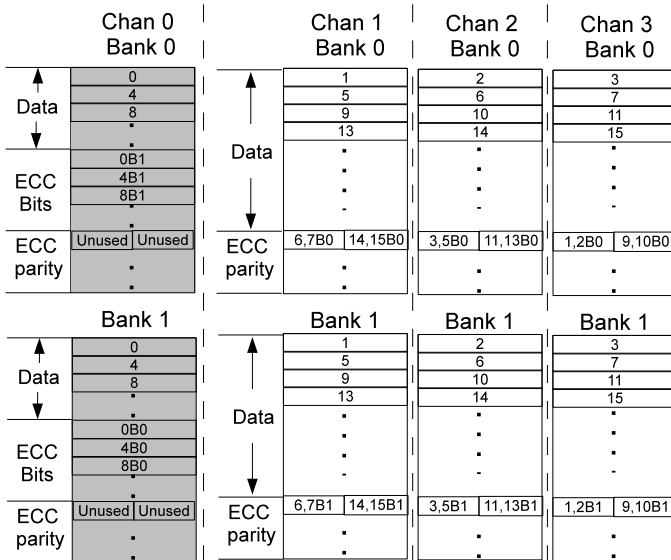 Chan 0
Bank 0
Chan 1
Bank 0
Chan 2
Bank 0
Chan 3
Bank 0
Data
0
4
8
ECC
Bits
0B1
4B1
8B1
ECC
parity
Unused Unused
Data
1
5
9
13
2
6
10
14
3
7
11
15
ECC
parity
6,7B0 14,15B0
3,5B0 11,13B0
1,2B0 9,10B0
Bank 1
Bank 1
Bank 1
Bank 1
Data
0
4
8
ECC
Bits
0B0
4B0
8B0
ECC
parity
Unused Unused
Data
1
5
9
13
2
6
10
14
3
7
11
15
ECC
parity
6,7B1 14,15B1
3,5B1 11,13B1
1,2B1 9,10B1